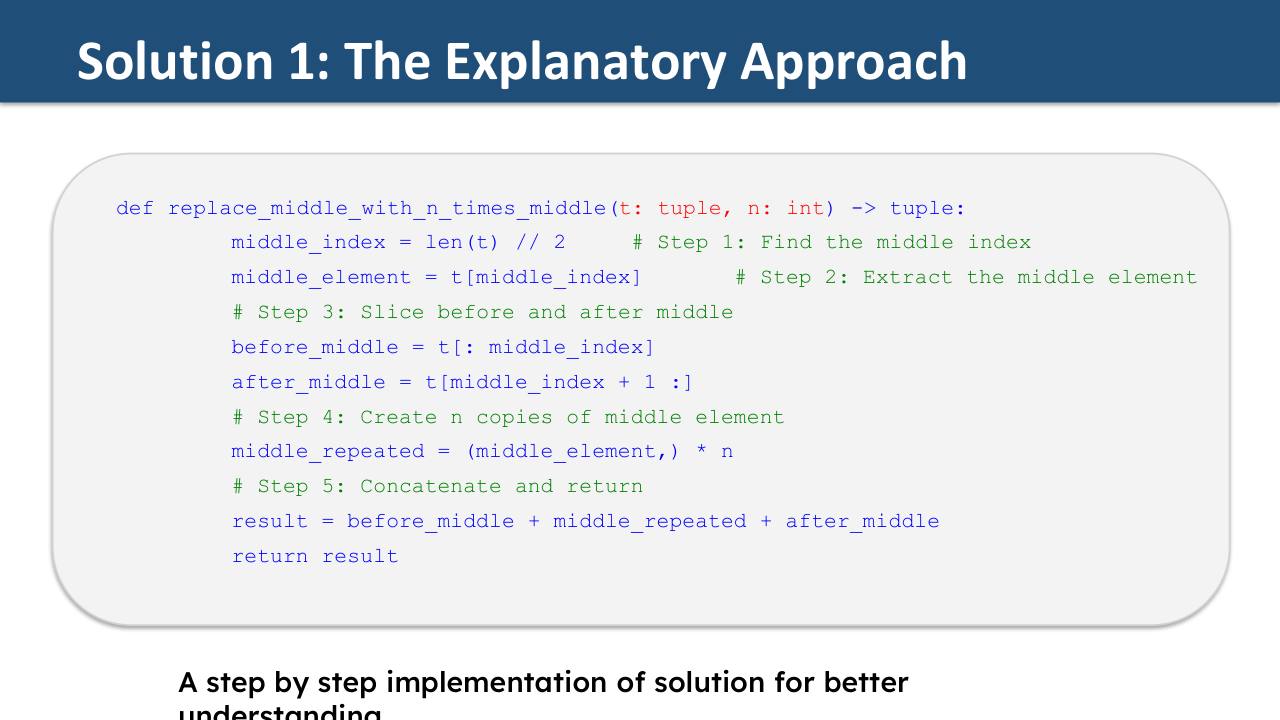 Solution 1: The Explanatory Approach
def replace_middle_with_n_times_middle(t: tuple, n: int) -> tuple:
middle_index = len(t) // 2 # Step 1: Find the middle index
middle_element = t[middle_index] # Step 2: Extract the middle element
# Step 3: Slice before and after middle
before_middle = t[: middle_index]
after_middle = t[middle_index + 1 :]
# Step 4: Create n copies of middle element
middle_repeated = (middle_element,) * n
# Step 5: Concatenate and return
result = before_middle + middle_repeated + after_middle
return result
A step by step implementation of solution for better
understanding